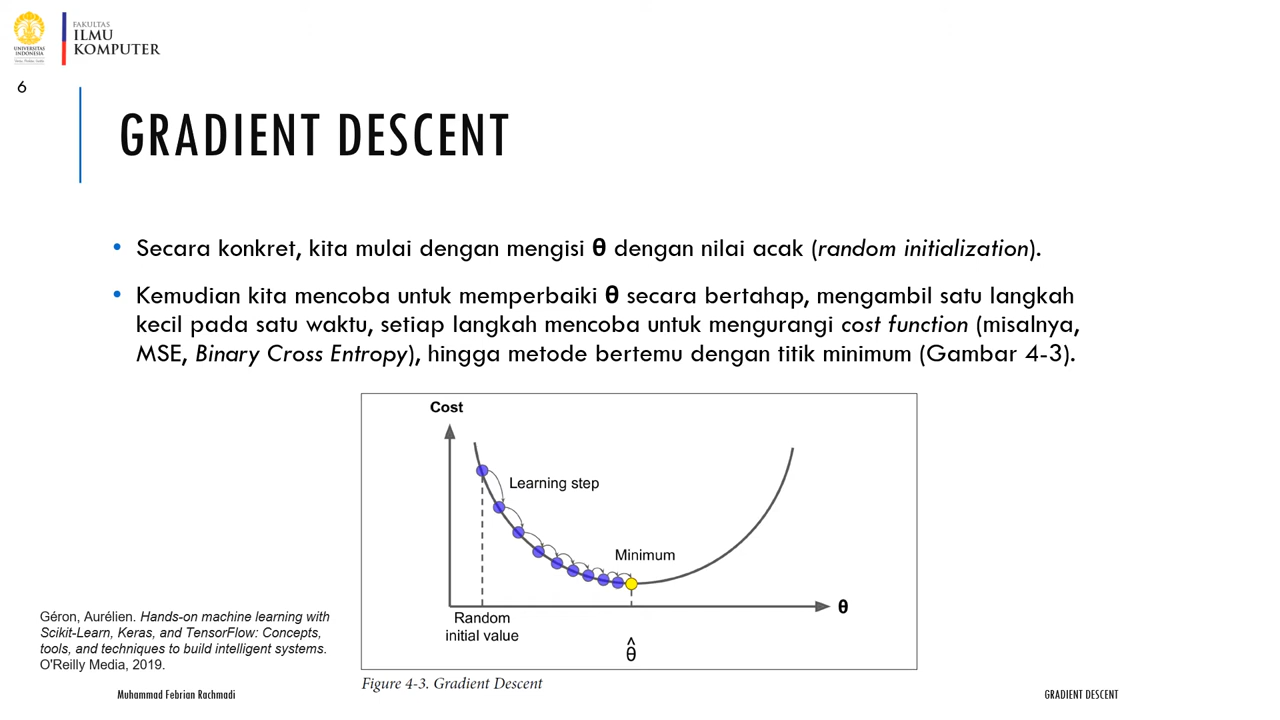 UNIVERSITAS
INDONESIA
FAKULTAS
ILMU
KOMPUTER
6
GRADIENT DESCENT
• Secara konkret, kita mulai dengan mengisi θ dengan nilai acak (random initialization).
• Kemudian kita mencoba untuk memperbaiki θ secara bertahap, mengambil satu langkah
kecil pada satu waktu, setiap langkah mencoba untuk mengurangi cost function (misalnya,
MSE, Binary Cross Entropy), hingga metode bertemu dengan titik minimum (Gambar 4-3).
Cost
Learning step
Minimum
θ
Random
initial value
θ̂
Figure 4-3. Gradient Descent
Géron, Aurélien. Hands-on machine learning with
Scikit-Learn, Keras, and TensorFlow: Concepts,
tools, and techniques to build intelligent systems.
O'Reilly Media, 2019.
Muhammad Febrian Rachmadi
GRADIENT DESCENT